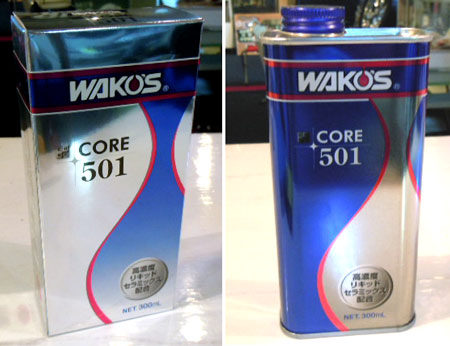 WAKO'S®
CORE
501
高濃度
リキッド
セラミックス
配合
NET. 300mL
WAKO'S®
CORE
501
高濃度
リキッド
セラミックス
配合
NET. 300mL